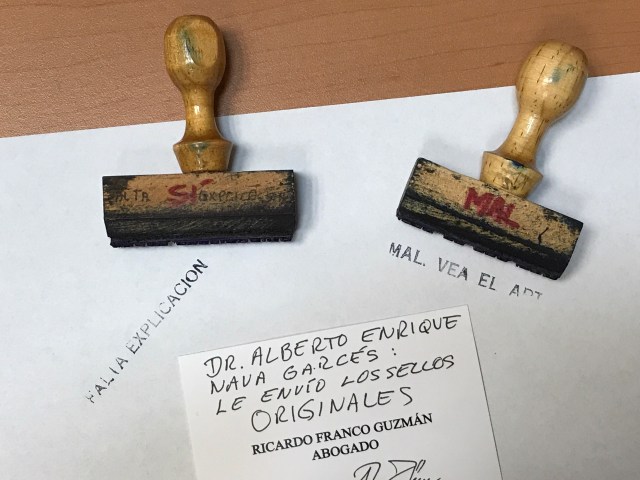 SÍ
MAL
FALTA EXPLICACION
MAL. VEA EL ART
DR. ALBERTO ENRIQUE
NAVA GARCÉS:
LE ENVÍO LOS SELLOS
ORIGINALES
RICARDO FRANCO GUZMÁN
ABOGADO